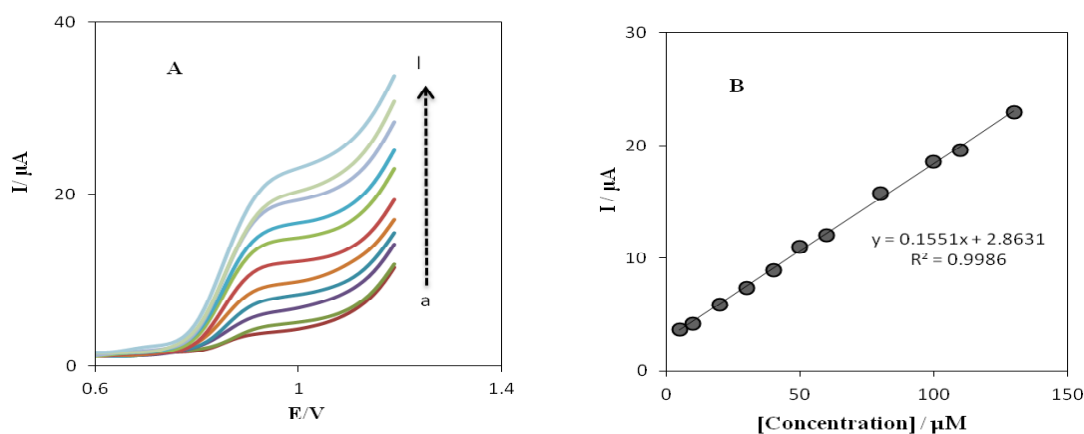 40
A
l
I/ µA
20
a
0
0.6
1
1.4
E/V
30
B
I / µA
20
y = 0.1551x + 2.8631
R² = 0.9986
10
0
0
50
100
150
[Concentration] / µM